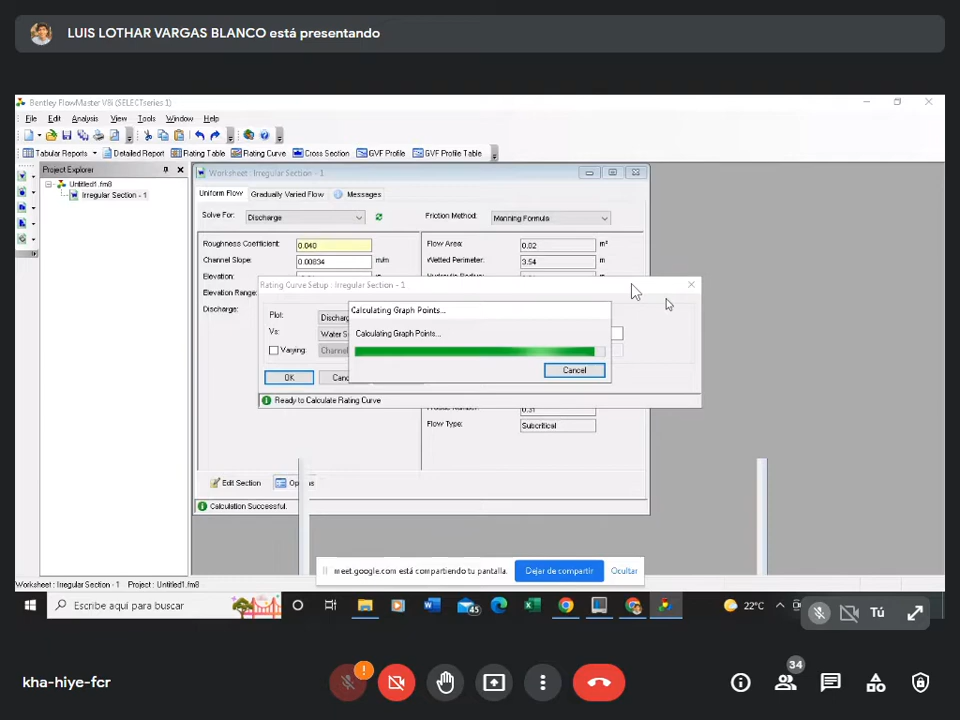 LUIS LOTHAR VARGAS BLANCO está presentando
Bentley FlowMaster V8i (SELECTseries 1)
File Edit Analysis View Tools Window Help
Tabular Reports Detailed Report Rating Table Rating Curve Cross Section GVF Profile GVF Profile Table
Project Explorer
Untitled1.fm8
Irregular Section - 1
Worksheet : Irregular Section - 1
Uniform Flow Gradually Varied Flow Messages
Solve For: Discharge Friction Method: Manning Formula
Roughness Coefficient: 0.040 Flow Area: 0.82 m²
Channel Slope: 0.00834 m/m Wetted Perimeter: 3.54 m
Elevation:
Elevation Range:
Discharge:
Rating Curve Setup : Irregular Section - 1
Plot: Discharg
Vs: Water S
Varying: Channel
OK Canc
Ready to Calculate Rating Curve
Calculating Graph Points...
Calculating Graph Points...
Cancel
0.31
Flow Type: Subcritical
Edit Section
Calculation Successful.
meet.google.com está compartiendo tu pantalla. Dejar de compartir Ocultar
Worksheet : Irregular Section - 1 Project : Untitled1.fm8
Escribe aquí para buscar
45
22°C
Tú
kha-hiye-fcr
34